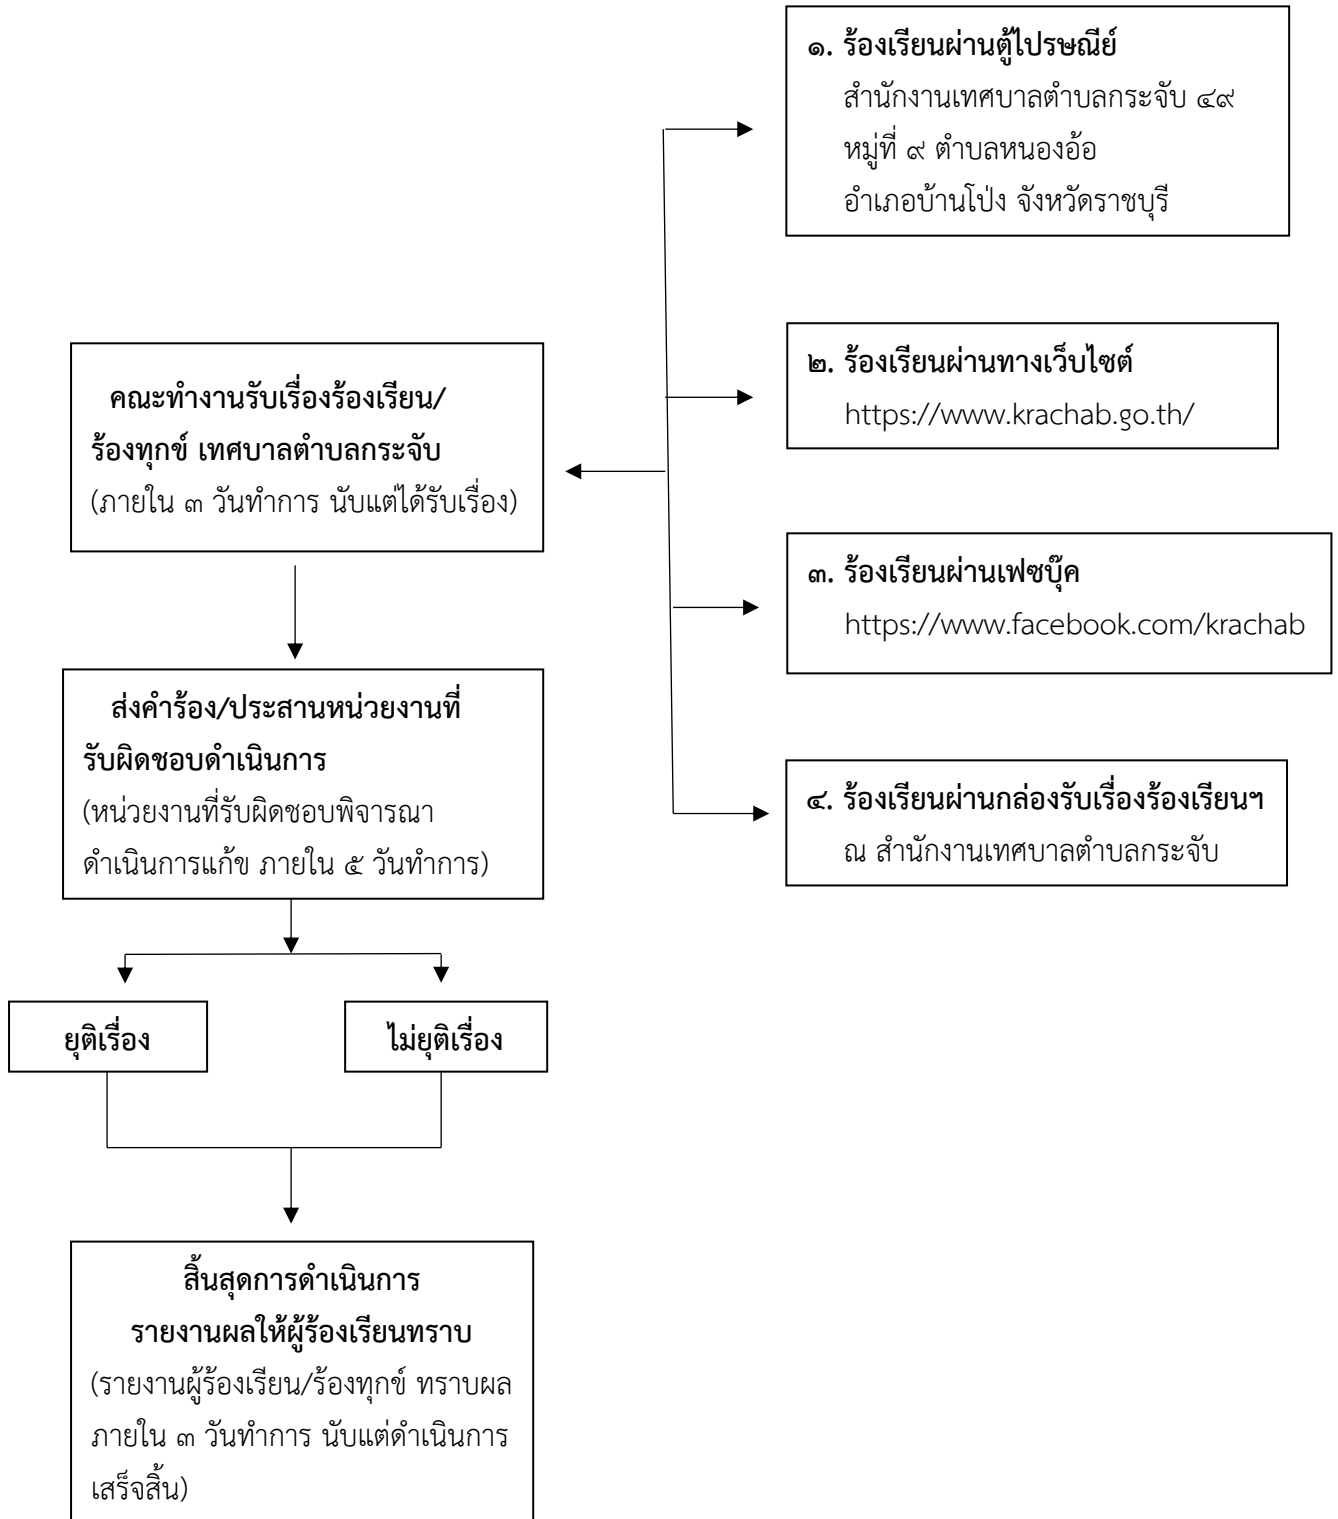 ๑. ร้องเรียนผ่านตู้ไปรษณีย์
สำนักงานเทศบาลตำบลกระจับ ๔๙
หมู่ที่ ๙ ตำบลหนองอ้อ
อำเภอบ้านโป่ง จังหวัดราชบุรี
๒. ร้องเรียนผ่านทางเว็บไซต์
https://www.krachab.go.th/
๓. ร้องเรียนผ่านเฟซบุ๊ค
https://www.facebook.com/krachab
๔. ร้องเรียนผ่านกล่องรับเรื่องร้องเรียนฯ
ณ สำนักงานเทศบาลตำบลกระจับ
คณะทำงานรับเรื่องร้องเรียน/
ร้องทุกข์ เทศบาลตำบลกระจับ
(ภายใน ๓ วันทำการ นับแต่ได้รับเรื่อง)
ส่งคำร้อง/ประสานหน่วยงานที่
รับผิดชอบดำเนินการ
(หน่วยงานที่รับผิดชอบพิจารณา
ดำเนินการแก้ข ภายใน ๕ วันทำการ)
ยุติเรื่อง
ไม่ยุติเรื่อง
สิ้นสุดการดำเนินการ
รายงานผลให้ผู้ร้องเรียนทราบ
(รายงานผู้ร้องเรียน/ร้องทุกข์ ทราบผล
ภายใน ๓ วันทำการ นับแต่ดำเนินการ
เสร็จสิ้น)